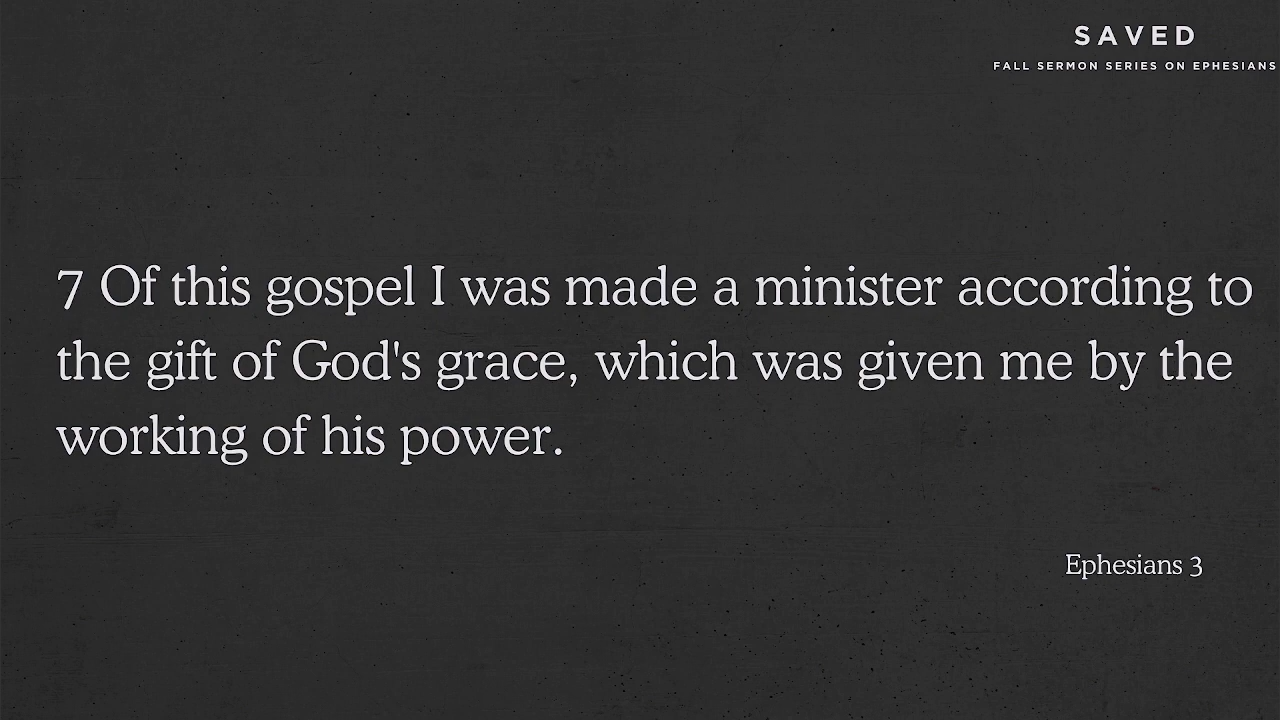 SAVED
FALL SERMON SERIES ON EPHESIANS
7 Of this gospel I was made a minister according to
the gift of God's grace, which was given me by the
working of his power.
Ephesians 3